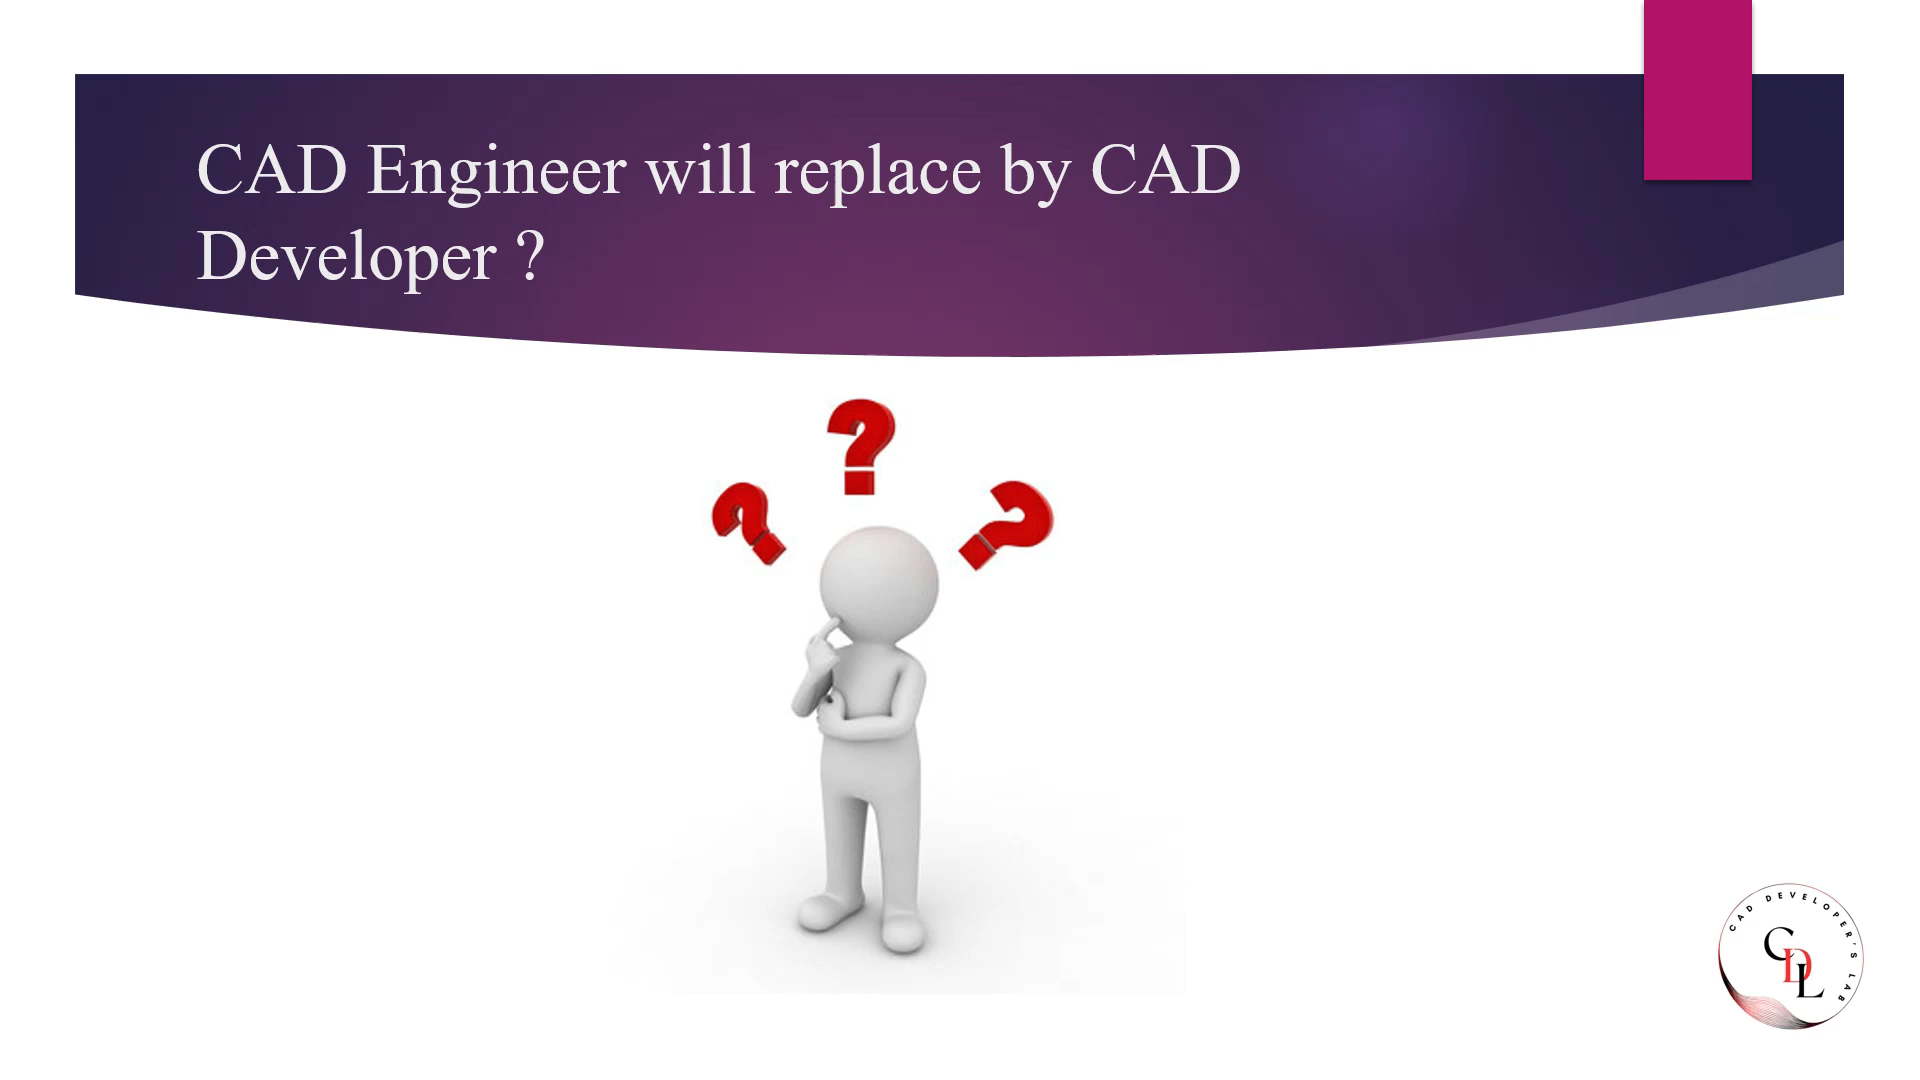 CAD Engineer will replace by CAD
Developer ?
CAD DEVELOPER'S LAB
CDL